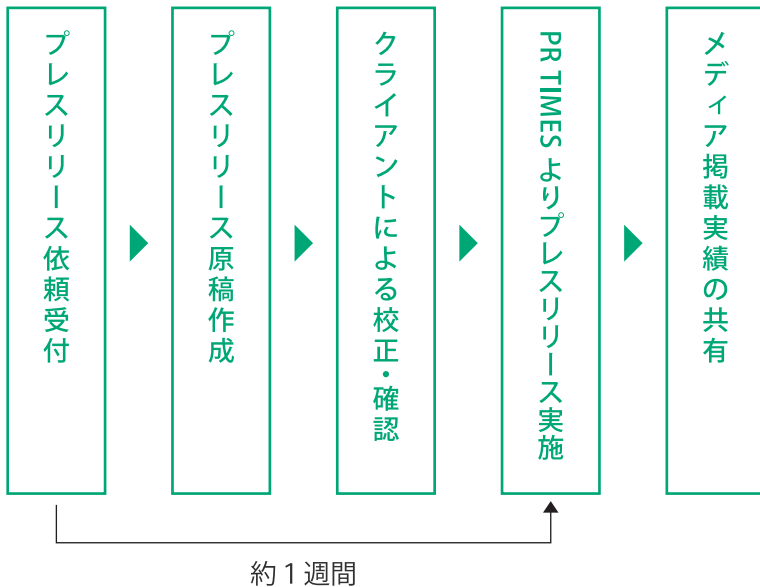 プレスリリース依頼受付
プレスリリース原稿作成
クライアントによる校正・確認
PR TIMESよりプレスリリース実施
メディア掲載実績の共有
約1週間